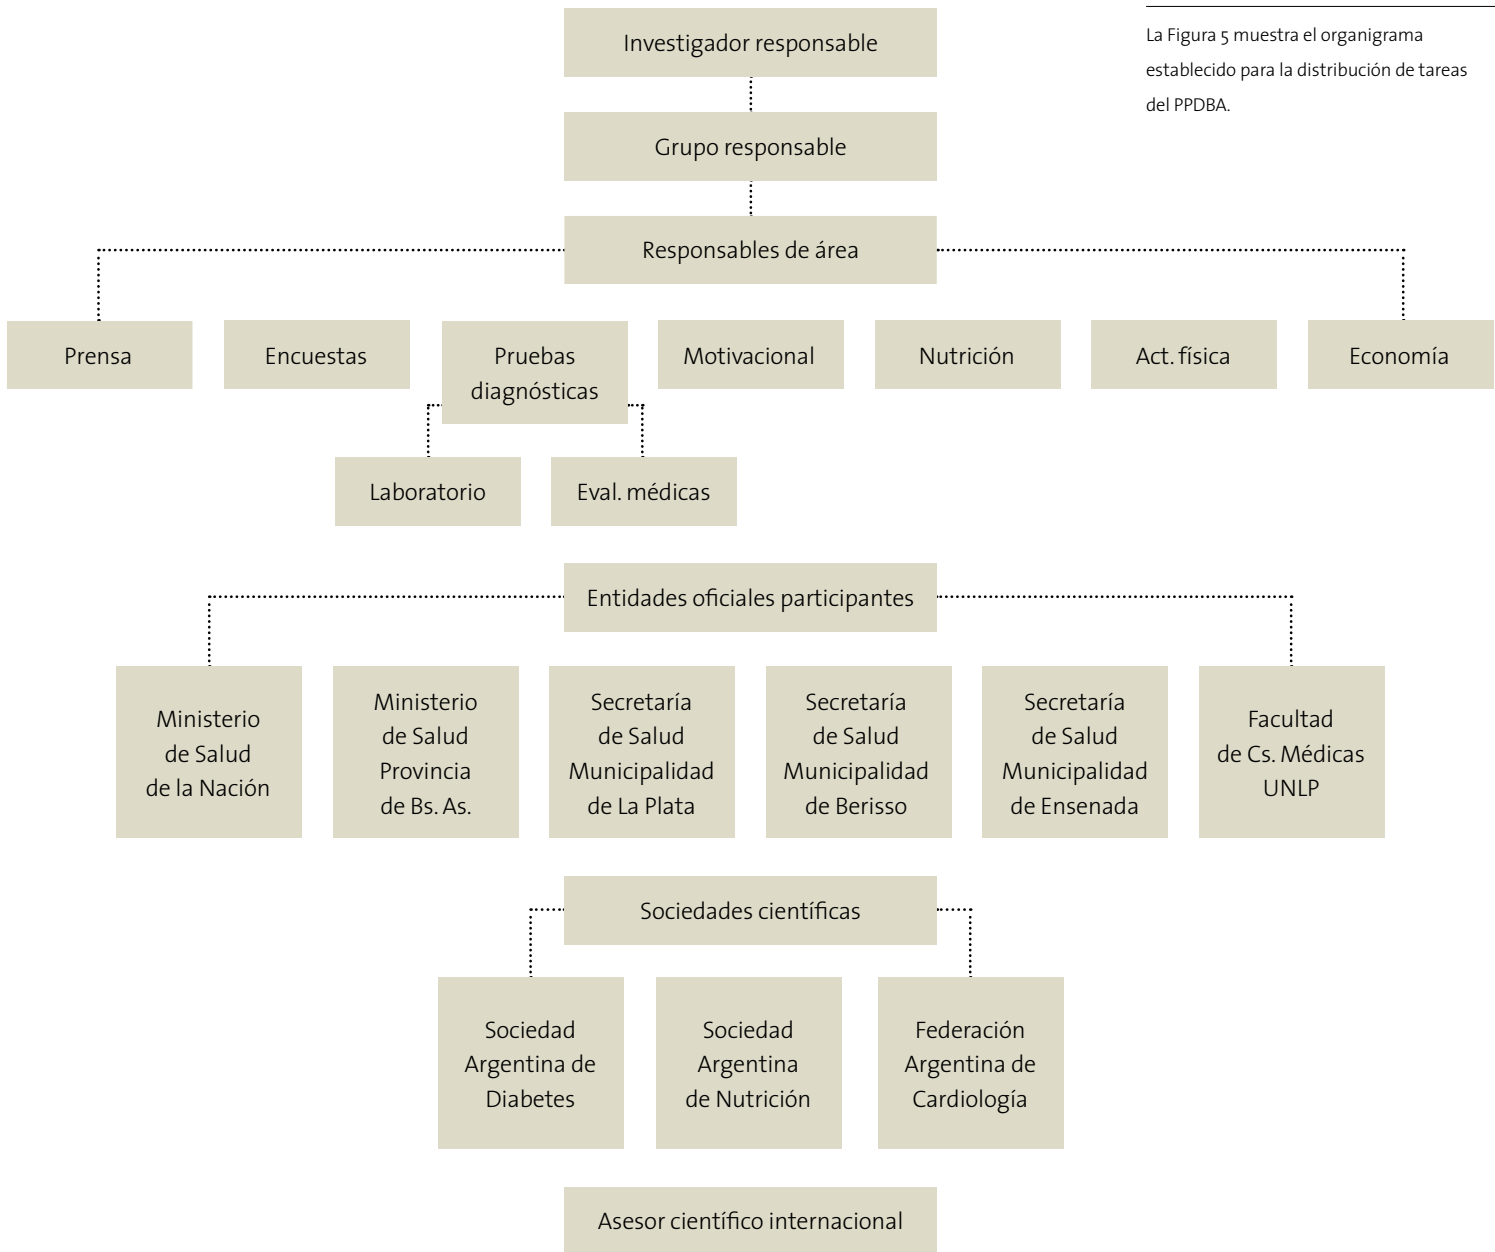 Investigador responsable
La Figura 5 muestra el organigrama
establecido para la distribución de tareas
del PPDBA.
Grupo responsable
Responsables de área
Prensa
Encuestas
Pruebas
diagnósticas
Motivacional
Nutrición
Act. física
Economía
Laboratorio
Eval. médicas
Entidades oficiales participantes
Ministerio
de Salud
de la Nación
Ministerio
de Salud
Provincia
de Bs. As.
Secretaría
de Salud
Municipalidad
de La Plata
Secretaría
de Salud
Municipalidad
de Berisso
Secretaría
de Salud
Municipalidad
de Ensenada
Facultad
de Cs. Médicas
UNLP
Sociedades científicas
Sociedad
Argentina de
Diabetes
Sociedad
Argentina
de Nutrición
Federación
Argentina de
Cardiología
Asesor científico internacional